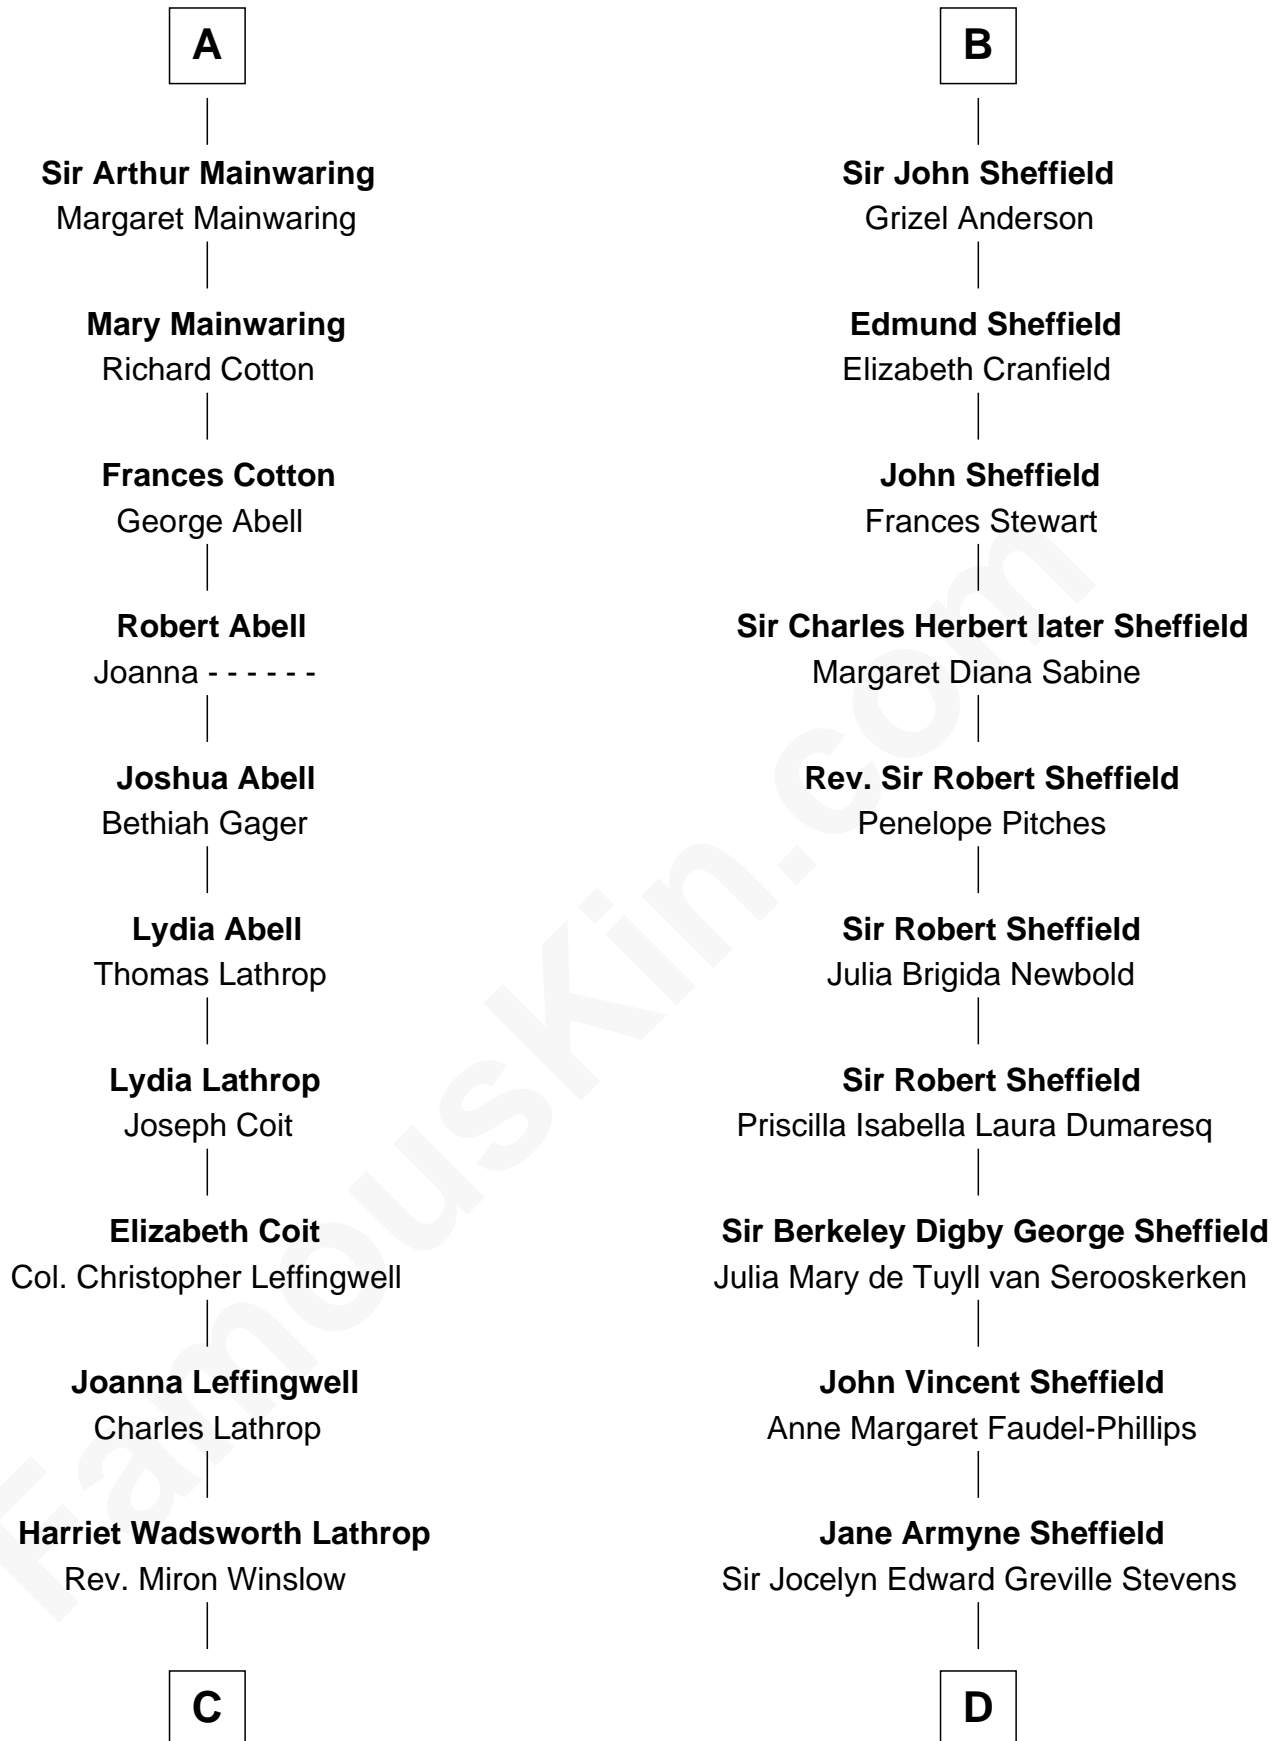 A
Sir Arthur Mainwaring
Margaret Mainwaring
Mary Mainwaring
Richard Cotton
Frances Cotton
George Abell
Robert Abell
Joanna - - - - - -
Joshua Abell
Bethiah Gager
Lydia Abell
Thomas Lathrop
Lydia Lathrop
Joseph Coit
Elizabeth Coit
Col. Christopher Leffingwell
Joanna Leffingwell
Charles Lathrop
Harriet Wadsworth Lathrop
Rev. Miron Winslow
C
B
Sir John Sheffield
Grizel Anderson
Edmund Sheffield
Elizabeth Cranfield
John Sheffield
Frances Stewart
Sir Charles Herbert later Sheffield
Margaret Diana Sabine
Rev. Sir Robert Sheffield
Penelope Pitches
Sir Robert Sheffield
Julia Brigida Newbold
Sir Robert Sheffield
Priscilla Isabella Laura Dumaresq
Sir Berkeley Digby George Sheffield
Julia Mary de Tuyll van Serooskerken
John Vincent Sheffield
Anne Margaret Faudel-Phillips
Jane Armyne Sheffield
Sir Jocelyn Edward Greville Stevens
D
FamousKin.com